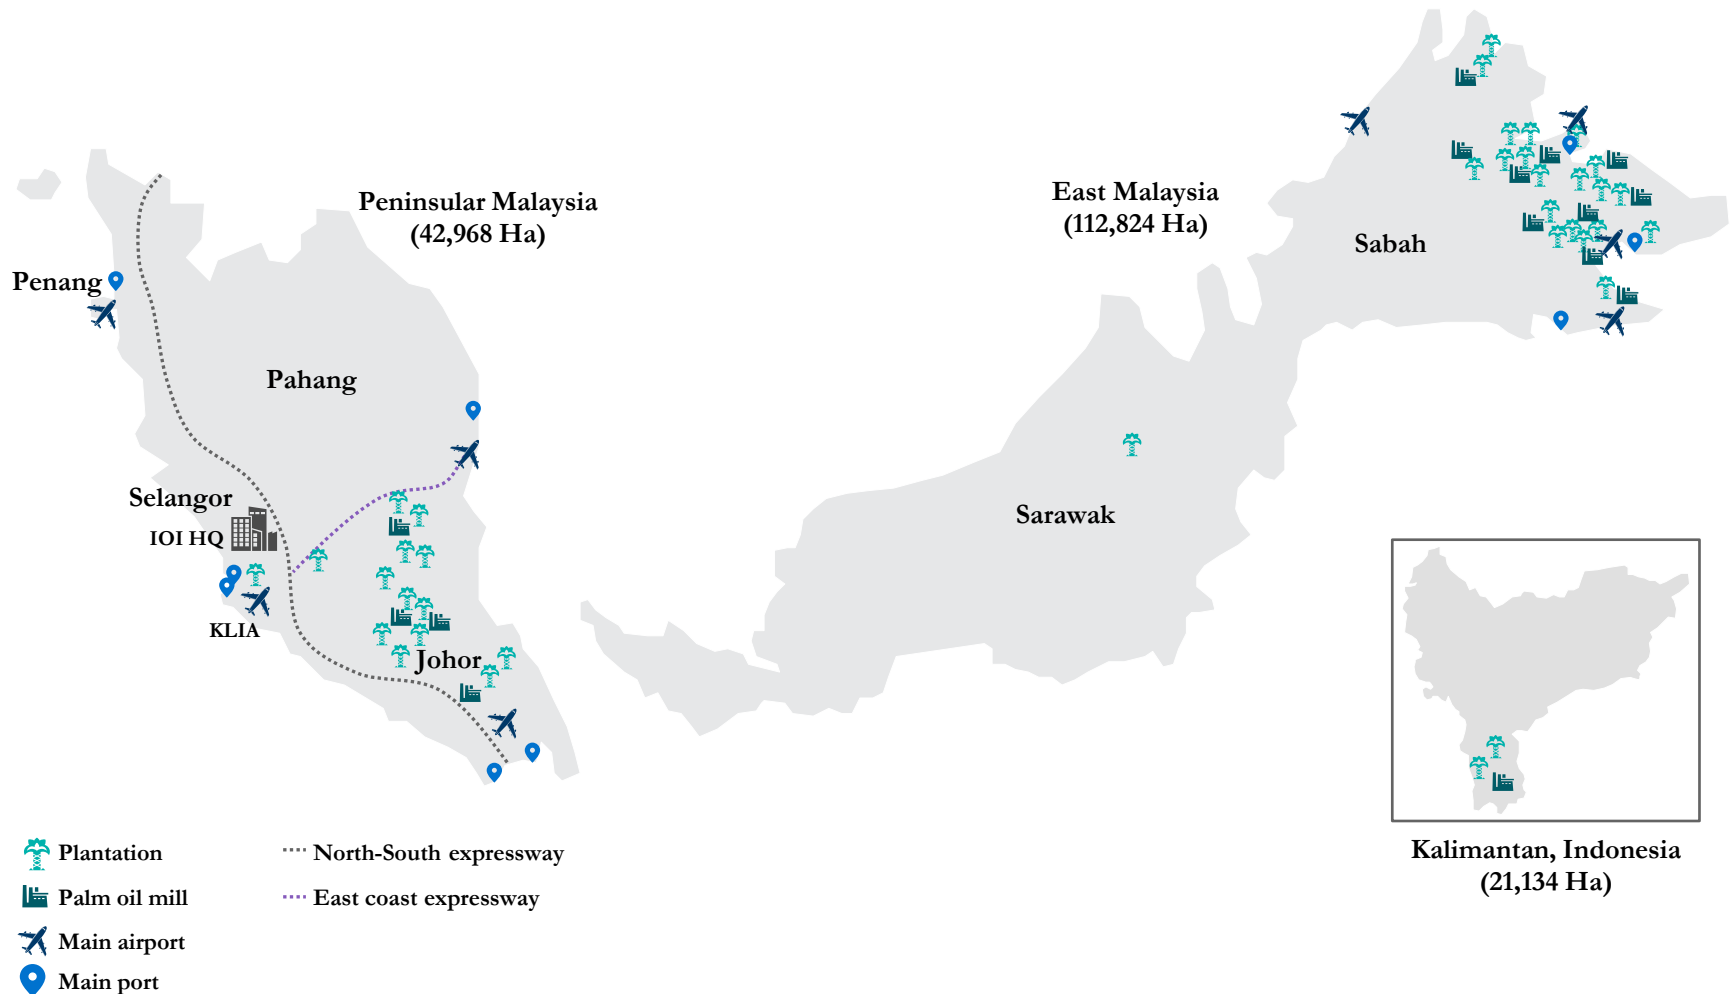 Peninsular Malaysia
(42,968 Ha)
East Malaysia
(112,824 Ha)
Sabah
Penang
Pahang
Selangor
IOI HQ
KLIA
Johor
Sarawak
Plantation
Palm oil mill
Main airport
Main port
North-South expressway
East coast expressway
Kalimantan, Indonesia
(21,134 Ha)